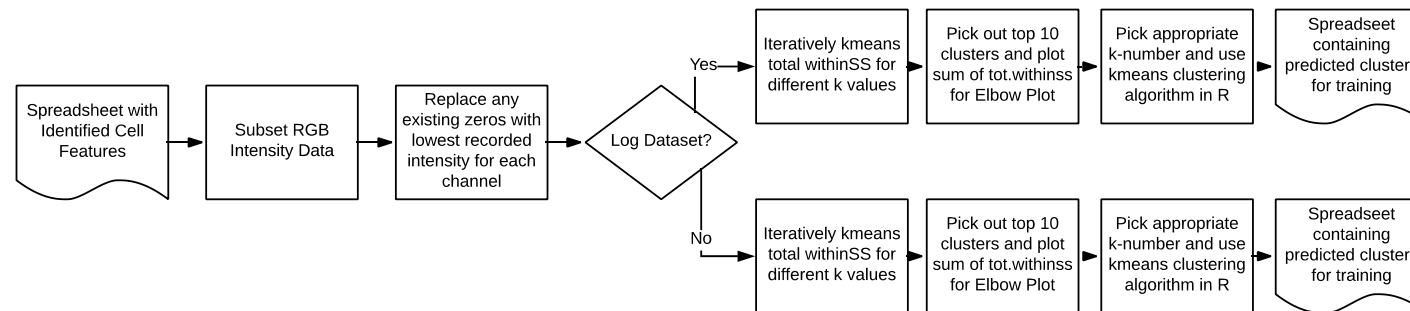 Spreadsheet with
Identified Cell
Features
Subset RGB
Intensity Data
Replace any
existing zeros with
lowest recorded
intensity for each
channel
Log Dataset?
Yes
Iteratively kmeans
total withinSS for
different k values
Pick out top 10
clusters and plot
sum of tot.withinss
for Elbow Plot
Pick appropriate
k-number and use
kmeans clustering
algorithm in R
Spreadseet
containing
predicted cluster
for training
No
Iteratively kmeans
total withinSS for
different k values
Pick out top 10
clusters and plot
sum of tot.withinss
for Elbow Plot
Pick appropriate
k-number and use
kmeans clustering
algorithm in R
Spreadseet
containing
predicted cluster
for training